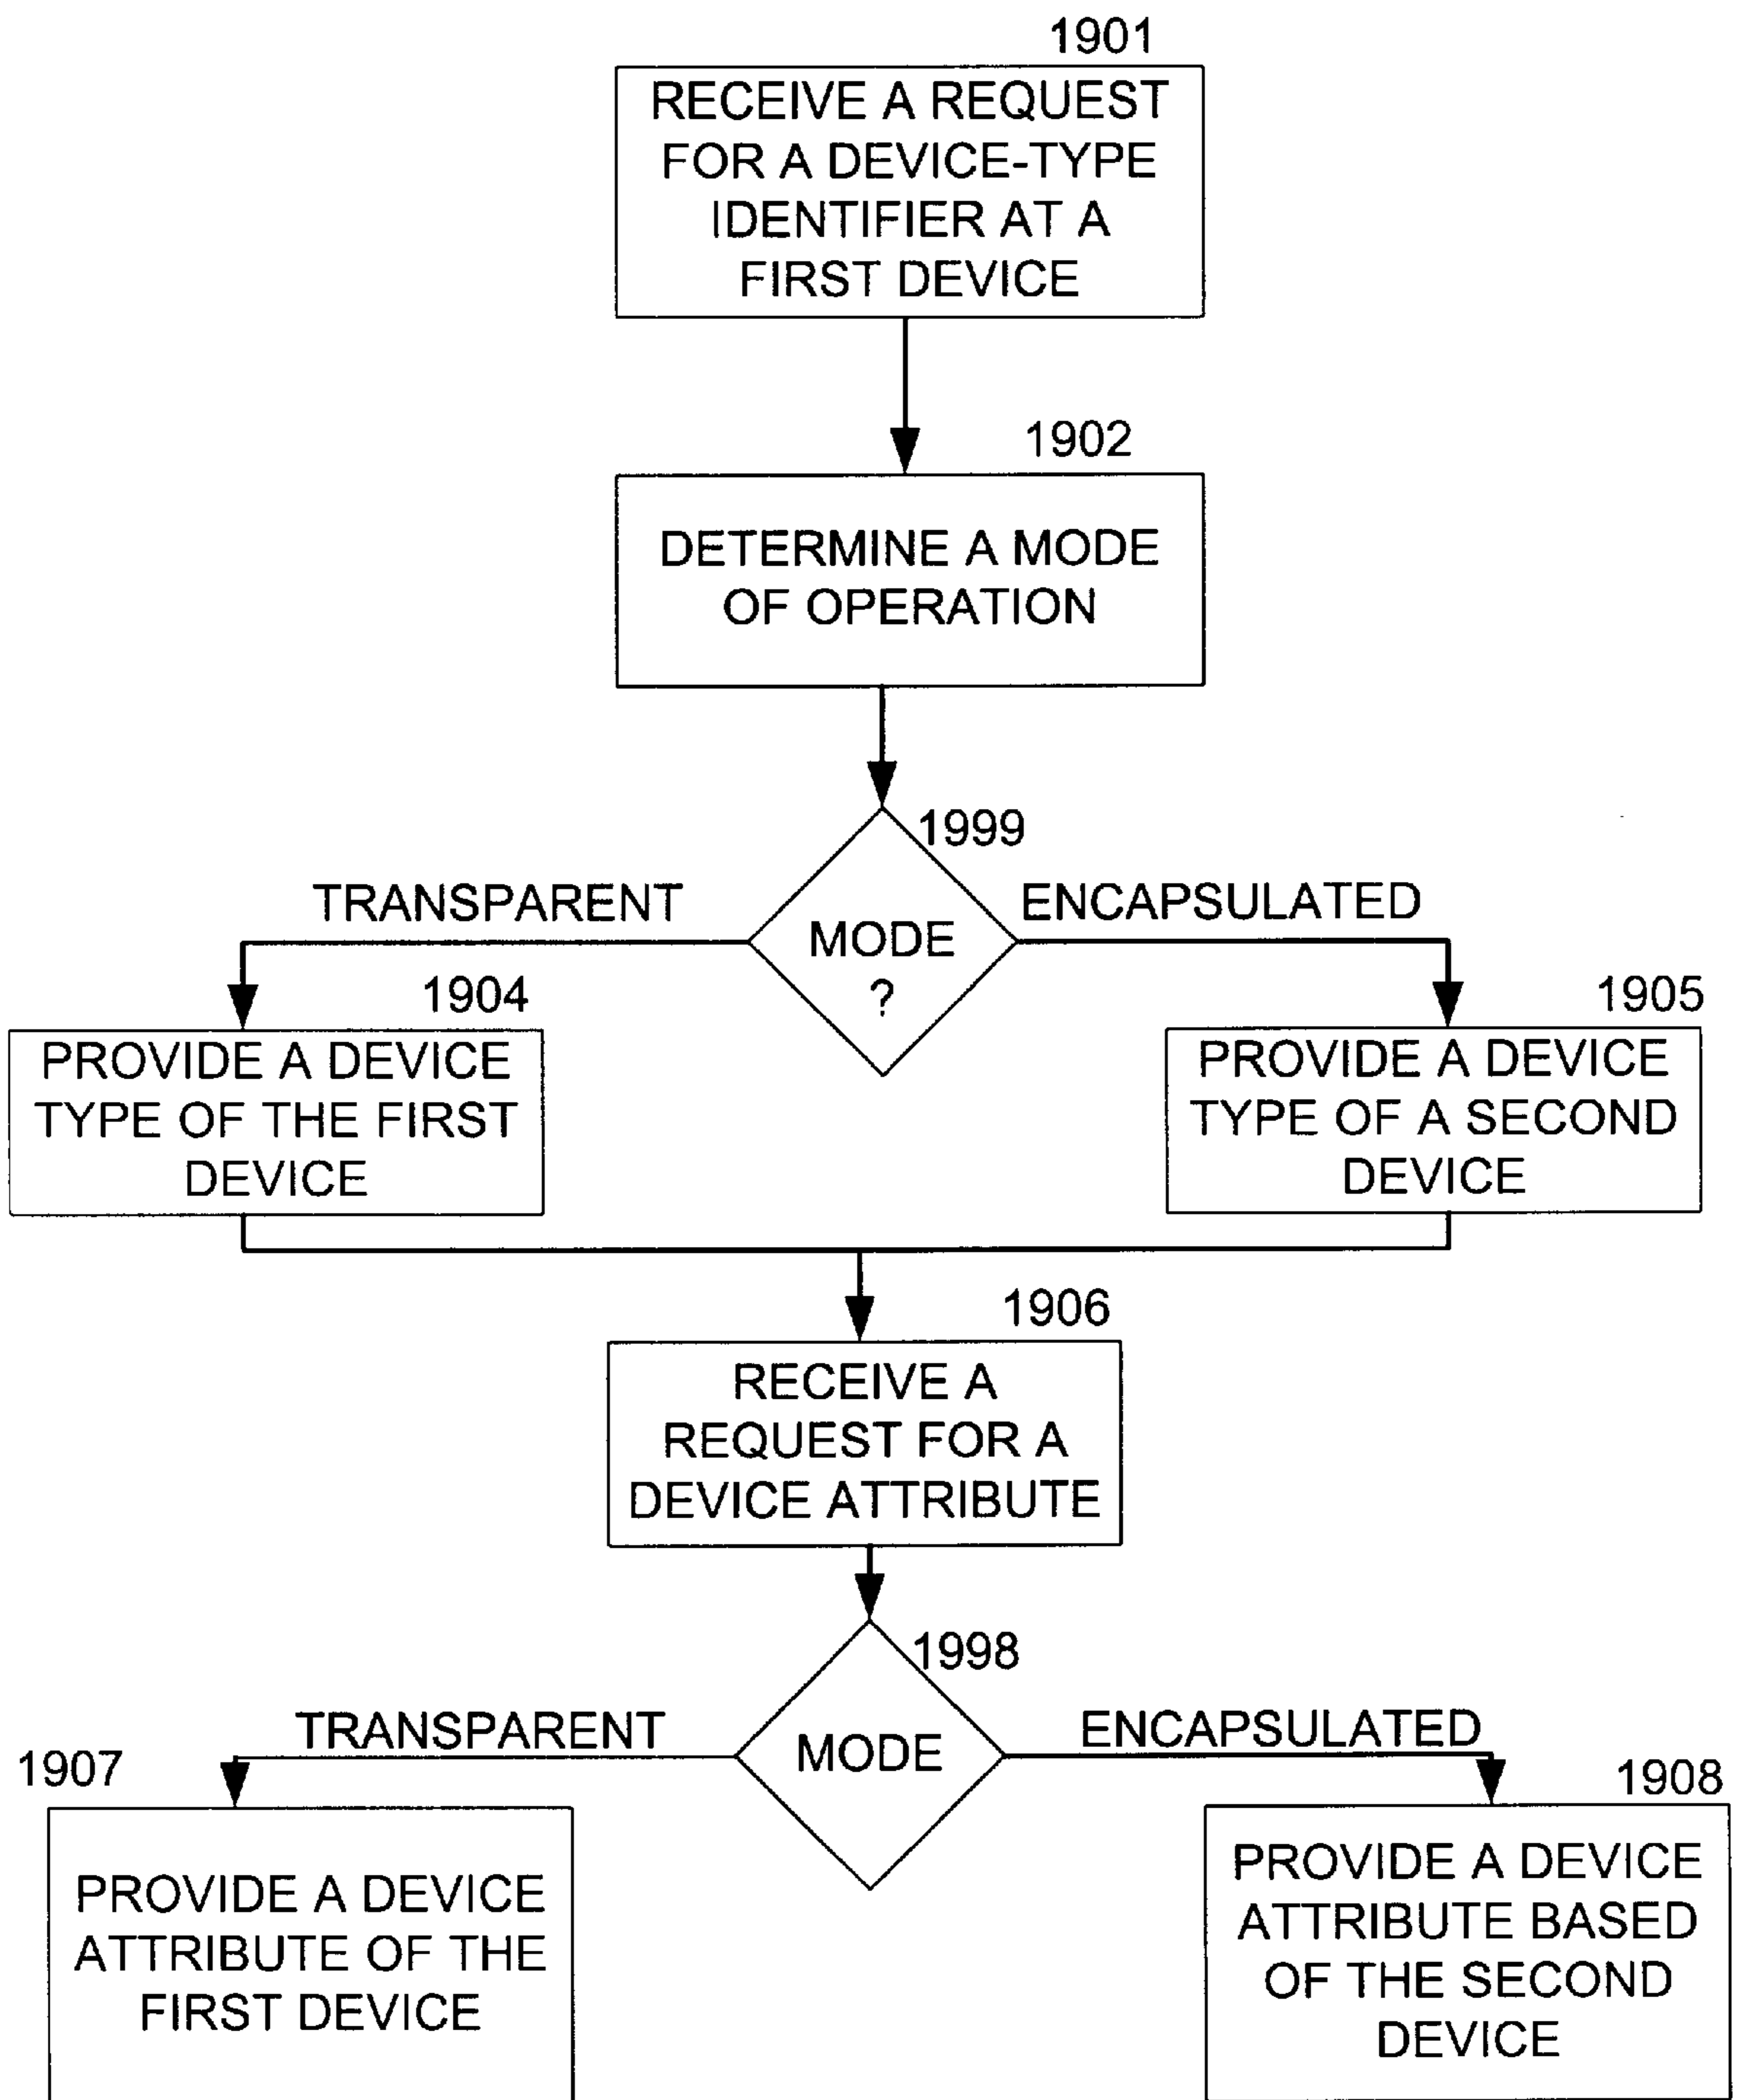 1901
RECEIVE A REQUEST
FOR A DEVICE-TYPE
IDENTIFIER AT A
FIRST DEVICE
1902
DETERMINE A MODE
OF OPERATION
1999
TRANSPARENT
ENCAPSULATED
MODE
?
1904
PROVIDE A DEVICE
TYPE OF THE FIRST
DEVICE
1905
PROVIDE A DEVICE
TYPE OF A SECOND
DEVICE
1906
RECEIVE A
REQUEST FOR A
DEVICE ATTRIBUTE
1998
TRANSPARENT
ENCAPSULATED
MODE
1907
PROVIDE A DEVICE
ATTRIBUTE OF THE
FIRST DEVICE
1908
PROVIDE A DEVICE
ATTRIBUTE BASED
OF THE SECOND
DEVICE